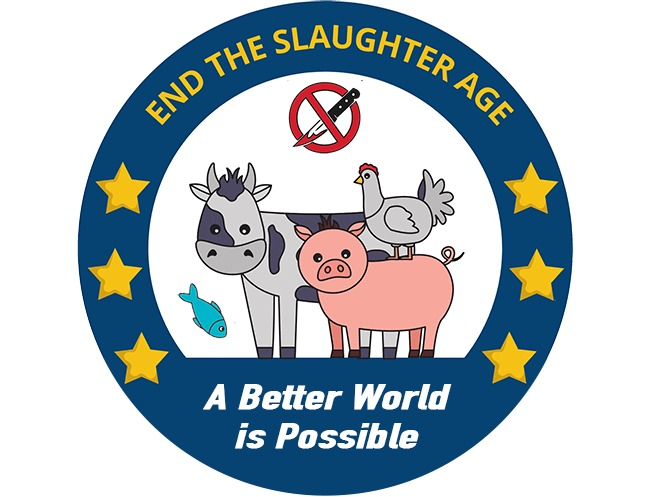 END THE SLAUGHTER AGE
A Better World
is Possible